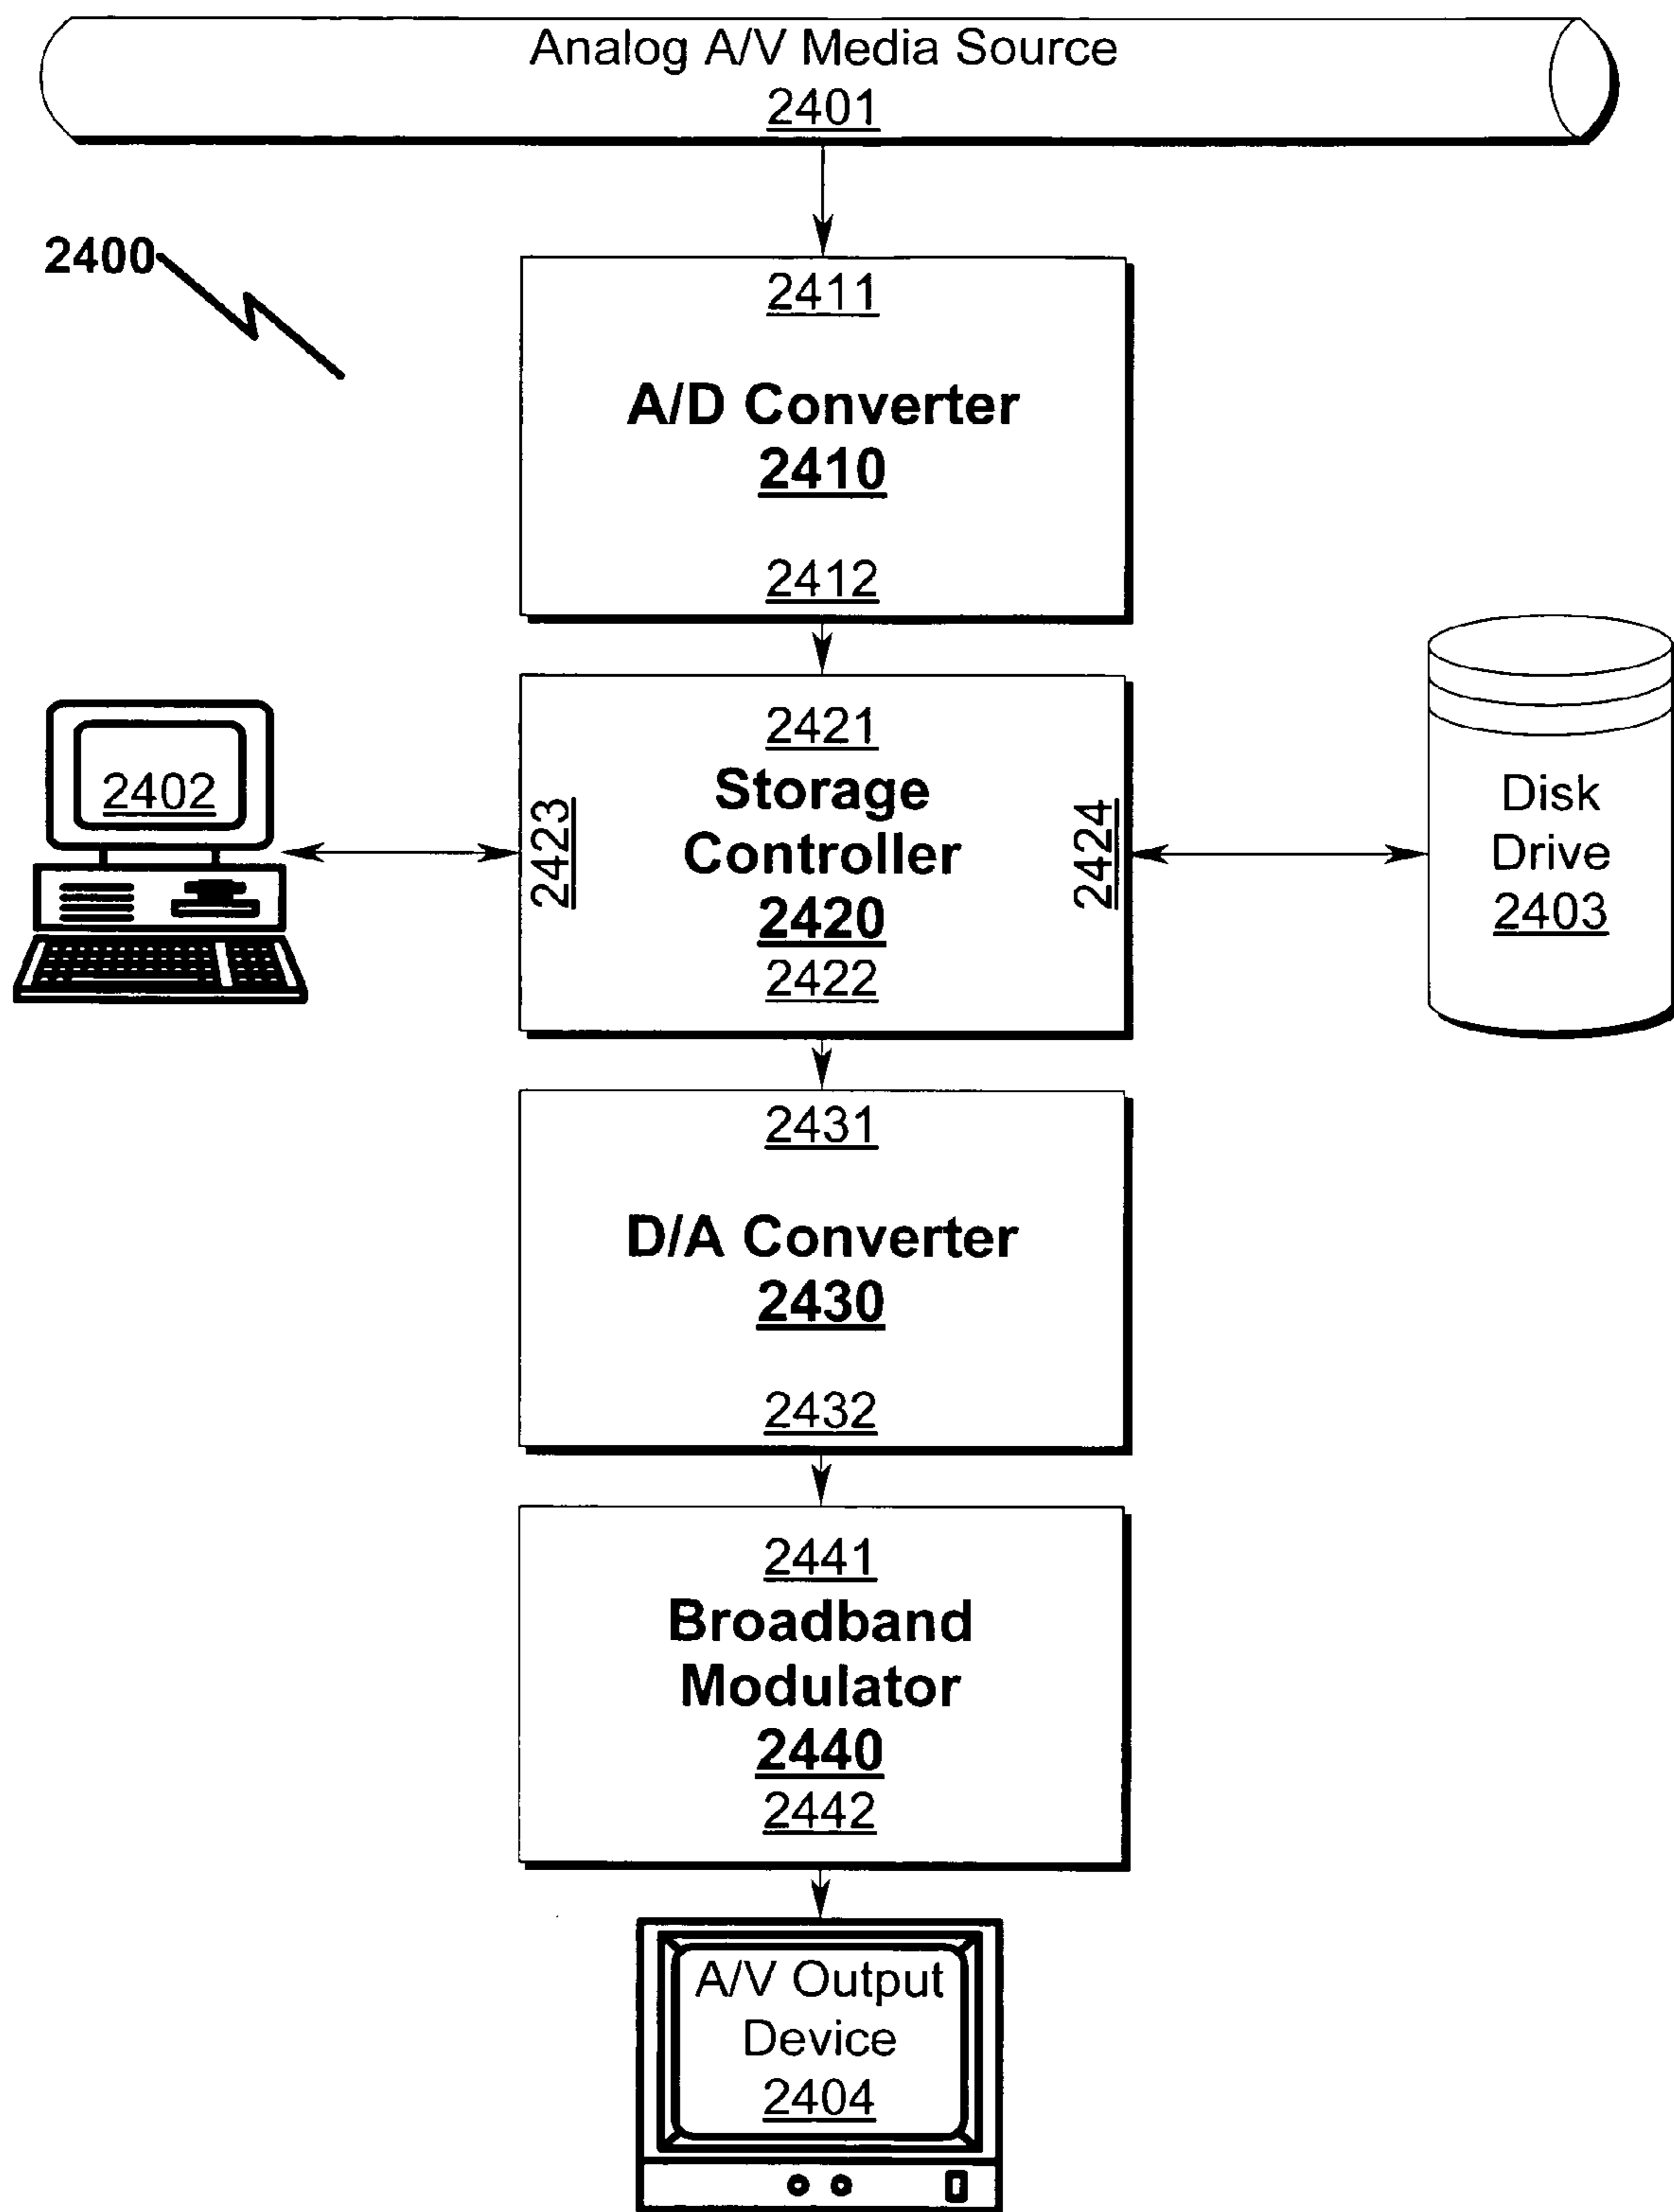 Analog A/V Media Source
2401
2400
2411
A/D Converter
2410
2412
2402
2423
2421
Storage
Controller
2420
2422
2424
Disk
Drive
2403
2431
D/A Converter
2430
2432
2441
Broadband
Modulator
2440
2442
A/V Output
Device
2404